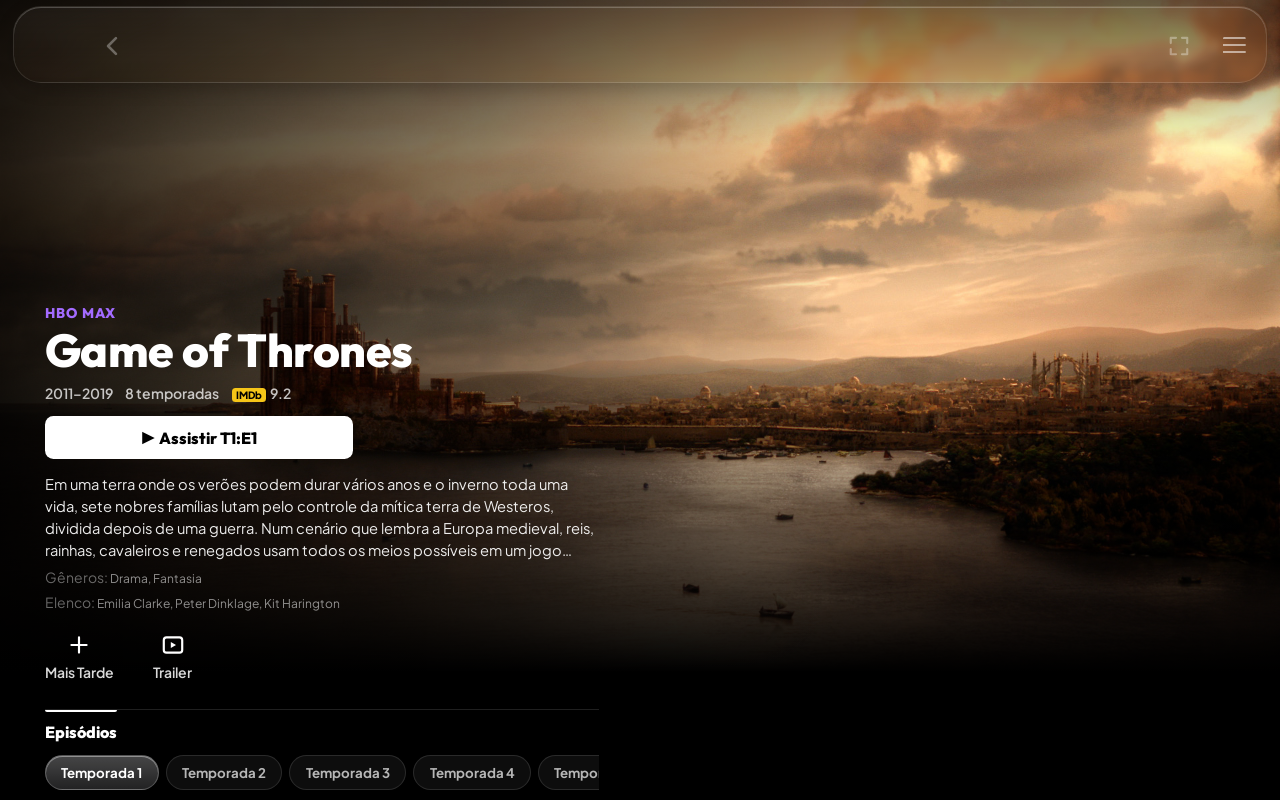 HBO MAX
Game of Thrones
2011–2019 8 temporadas IMDb 9.2
Assistir T1:E1
Em uma terra onde os verões podem durar vários anos e o inverno toda uma
vida, sete nobres famílias lutam pelo controle da mítica terra de Westeros,
dividida depois de uma guerra. Num cenário que lembra a Europa medieval, reis,
rainhas, cavaleiros e renegados usam todos os meios possíveis em um jogo…
Gêneros: Drama, Fantasia
Elenco: Emilia Clarke, Peter Dinklage, Kit Harington
Mais Tarde Trailer
Episódios
Temporada 1 Temporada 2 Temporada 3 Temporada 4 Tempo